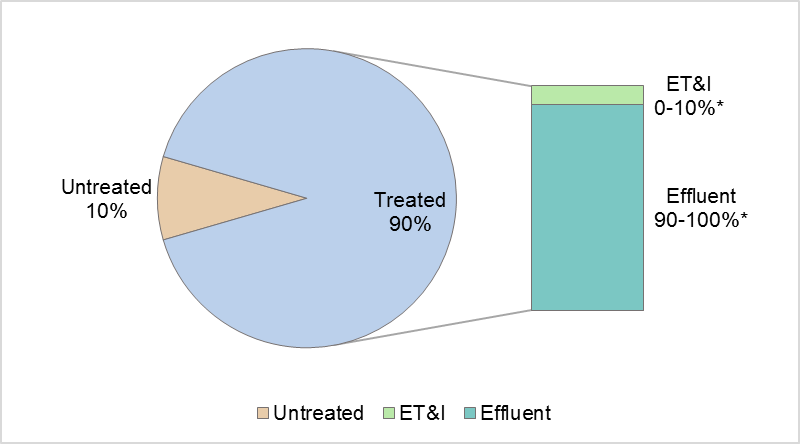 ET&I
0-10%*
Untreated
10%
Treated
90%
Effluent
90-100%*
Untreated ET&I Effluent